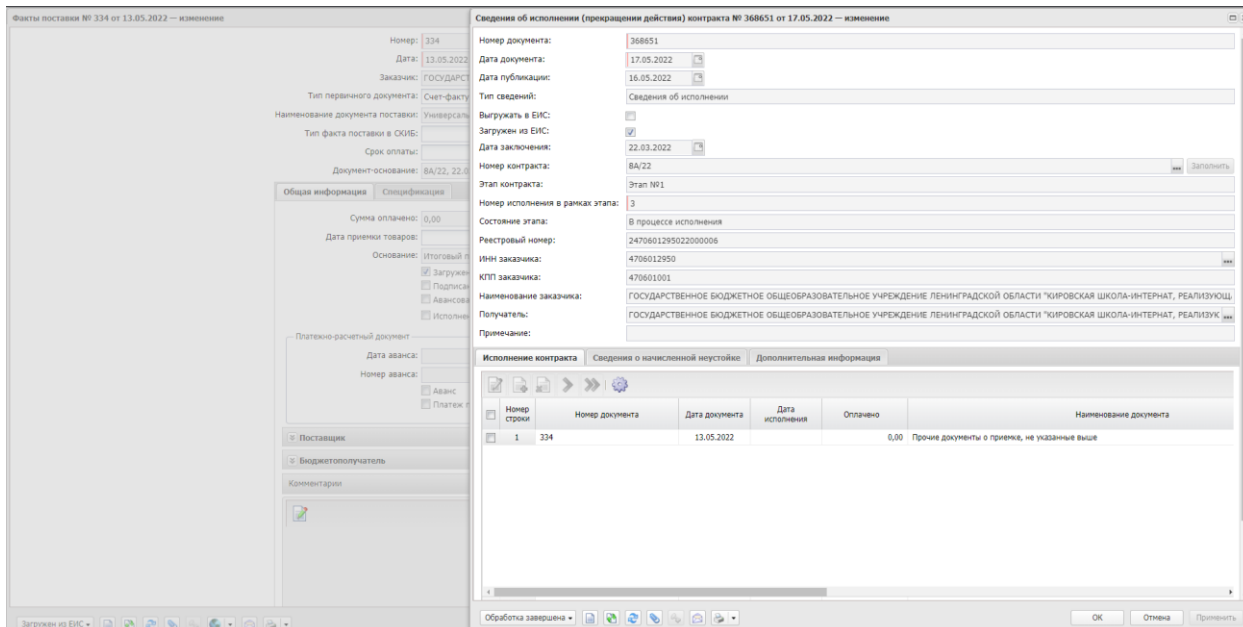 Факты поставки № 334 от 13.05.2022 — изменение
Номер: 334
Дата: 13.05.2022
Заказчик: ГОСУДАРСТ
Тип первичного документа: Счет-факту
Наименование документа поставки: Универсаль
Тип факта поставки в СКИБ:
Срок оплаты:
Документ-основание: 8А/22, 22.0
Общая информация Спецификация
Сумма оплачено: 0,00
Дата приемки товаров:
Основание: Итоговый п
Загружен
Подписан
Авансова
Исполнен
Платежно-расчетный документ
Дата аванса:
Номер аванса:
Аванс
Платеж п
Поставщик
Бюджетополучатель
Комментарии
Загружен из ЕИС
Сведения об исполнении (прекращении действия) контракта № 368651 от 17.05.2022 — изменение
Номер документа: 368651
Дата документа: 17.05.2022
Дата публикации: 16.05.2022
Тип сведений: Сведения об исполнении
Выгружать в ЕИС:
Загружен из ЕИС:
Дата заключения: 22.03.2022
Номер контракта: 8А/22 ... Заполнить
Этап контракта: Этап №1
Номер исполнения в рамках этапа: 3
Состояние этапа: В процессе исполнения
Реестровый номер: 2470601295022000006
ИНН заказчика: 4706012950 ...
КПП заказчика: 470601001
Наименование заказчика: ГОСУДАРСТВЕННОЕ БЮДЖЕТНОЕ ОБЩЕОБРАЗОВАТЕЛЬНОЕ УЧРЕЖДЕНИЕ ЛЕНИНГРАДСКОЙ ОБЛАСТИ "КИРОВСКАЯ ШКОЛА-ИНТЕРНАТ, РЕАЛИЗУЮЩ
Получатель: ГОСУДАРСТВЕННОЕ БЮДЖЕТНОЕ ОБЩЕОБРАЗОВАТЕЛЬНОЕ УЧРЕЖДЕНИЕ ЛЕНИНГРАДСКОЙ ОБЛАСТИ "КИРОВСКАЯ ШКОЛА-ИНТЕРНАТ, РЕАЛИЗУЮ ...
Примечание:
Исполнение контракта Сведения о начисленной неустойке Дополнительная информация
Номер строки Номер документа Дата документа Дата исполнения Оплачено Наименование документа
1 334 13.05.2022 0,00 Прочие документы о приемке, не указанные выше
Обработка завершена ОК Отмена Применить